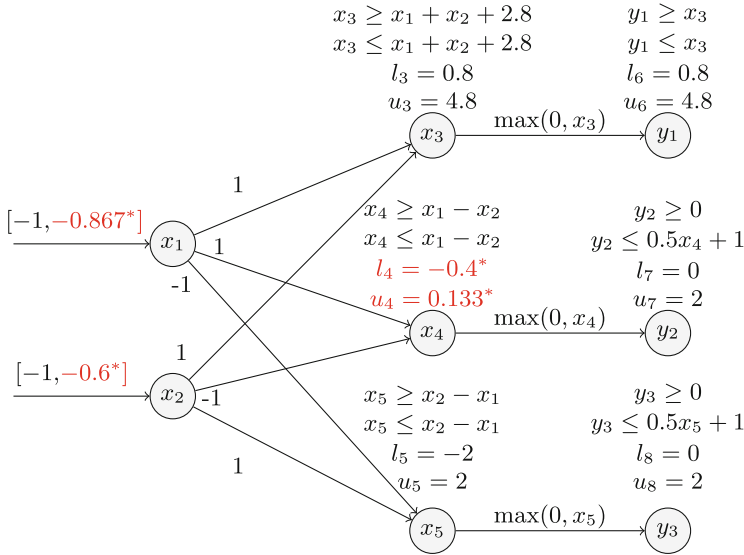 x₃ ≥ x₁ + x₂ + 2.8
x₃ ≤ x₁ + x₂ + 2.8
l₃ = 0.8
u₃ = 4.8
x₃
max(0, x₃)
y₁ ≥ x₃
y₁ ≤ x₃
l₆ = 0.8
u₆ = 4.8
y₁
[−1,−0.867*]
x₁
1
1
-1
x₄ ≥ x₁ − x₂
x₄ ≤ x₁ − x₂
l₄ = −0.4*
u₄ = 0.133*
x₄
max(0, x₄)
y₂ ≥ 0
y₂ ≤ 0.5x₄ + 1
l₇ = 0
u₇ = 2
y₂
[−1,−0.6*]
x₂
1
-1
1
x₅ ≥ x₂ − x₁
x₅ ≤ x₂ − x₁
l₅ = −2
u₅ = 2
x₅
max(0, x₅)
y₃ ≥ 0
y₃ ≤ 0.5x₅ + 1
l₈ = 0
u₈ = 2
y₃